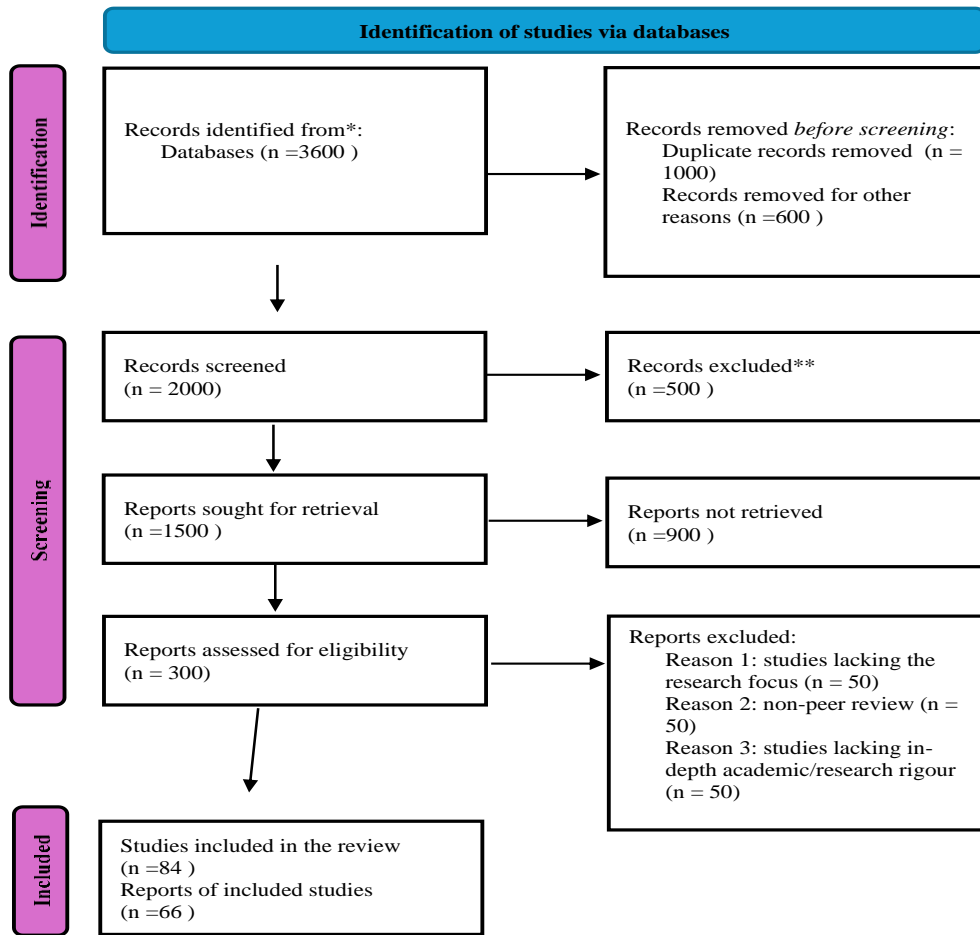 Identification of studies via databases
Identification
Records identified from*:
Databases (n =3600 )
Records removed before screening:
Duplicate records removed  (n =
1000)
Records removed for other
reasons (n =600 )
Screening
Records screened
(n = 2000)
Records excluded**
(n =500 )
Reports sought for retrieval
(n =1500 )
Reports not retrieved
(n =900 )
Reports assessed for eligibility
(n = 300)
Reports excluded:
Reason 1: studies lacking the
research focus (n = 50)
Reason 2: non-peer review (n =
50)
Reason 3: studies lacking in-
depth academic/research rigour
(n = 50)
Included
Studies included in the review
(n =84 )
Reports of included studies
(n =66 )